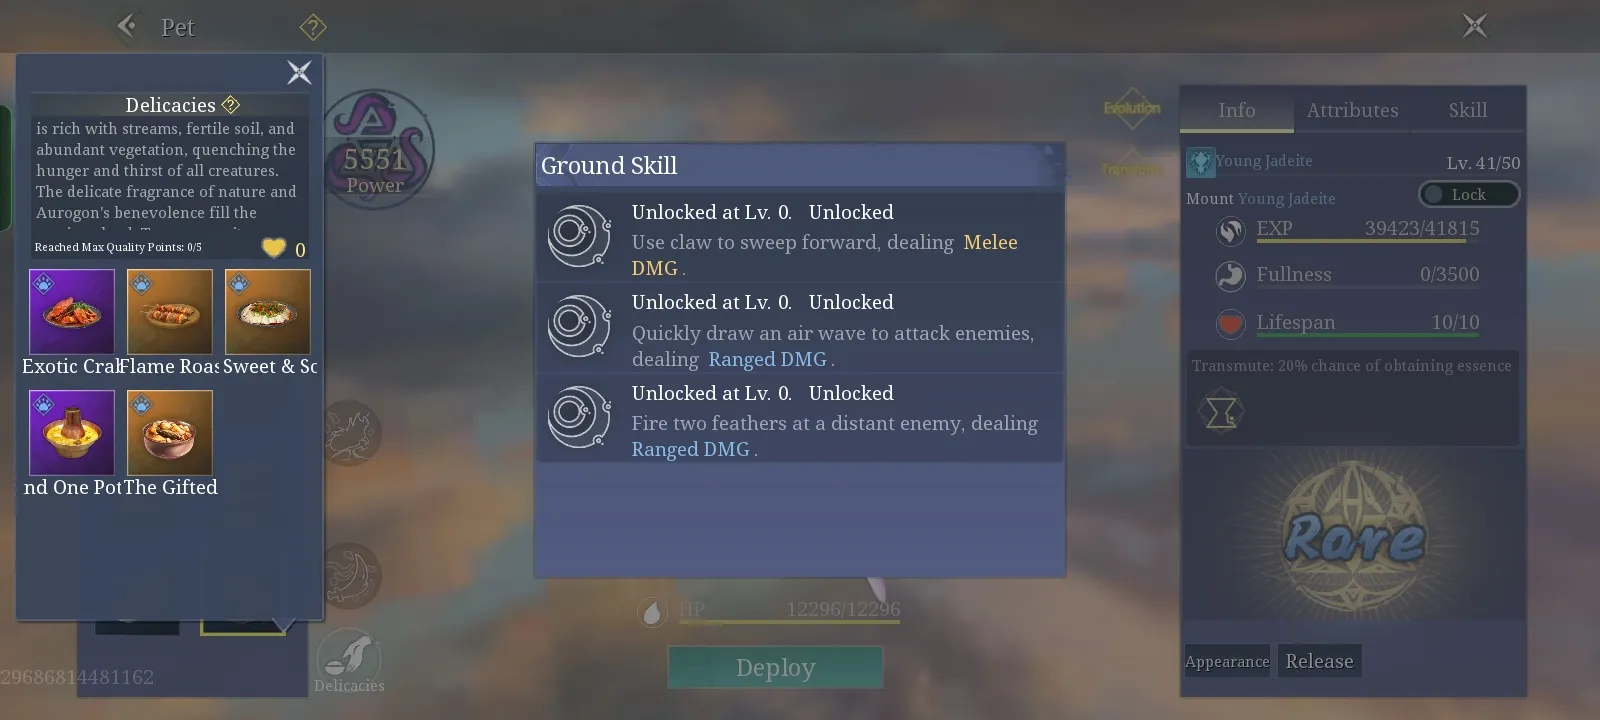 Pet
?
Delicacies ?
is rich with streams, fertile soil, and
abundant vegetation, quenching the
hunger and thirst of all creatures.
The delicate fragrance of nature and
Aurogon's benevolence fill the
Reached Max Quality Points: 0/5
0
Exotic Cra
Flame Roas
Sweet & So
nd One Pot
The Gifted
5551
Power
Delicacies
29686814481162
Ground Skill
Unlocked at Lv. 0. Unlocked
Use claw to sweep forward, dealing Melee
DMG .
Unlocked at Lv. 0. Unlocked
Quickly draw an air wave to attack enemies,
dealing Ranged DMG .
Unlocked at Lv. 0. Unlocked
Fire two feathers at a distant enemy, dealing
Ranged DMG .
HP 12296/12296
Deploy
Evolution
Info Attributes Skill
Young Jadeite Lv. 41/50
Mount Young Jadeite Lock
EXP 39423/41815
Fullness 0/3500
Lifespan 10/10
Transmute: 20% chance of obtaining essence
Rare
Appearance Release